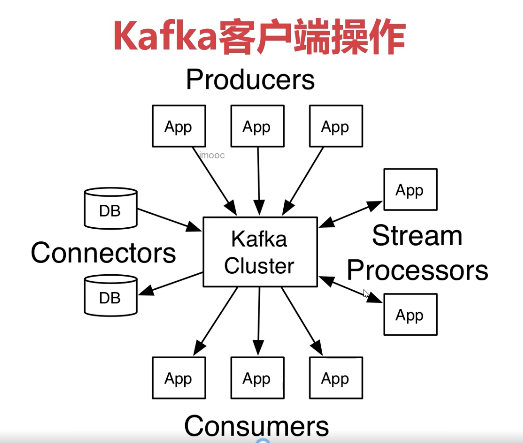 Kafka客户端操作
Producers
App
App
App
imooc
DB
App
Connectors
Kafka
Cluster
Stream
Processors
DB
App
App
App
App
Consumers